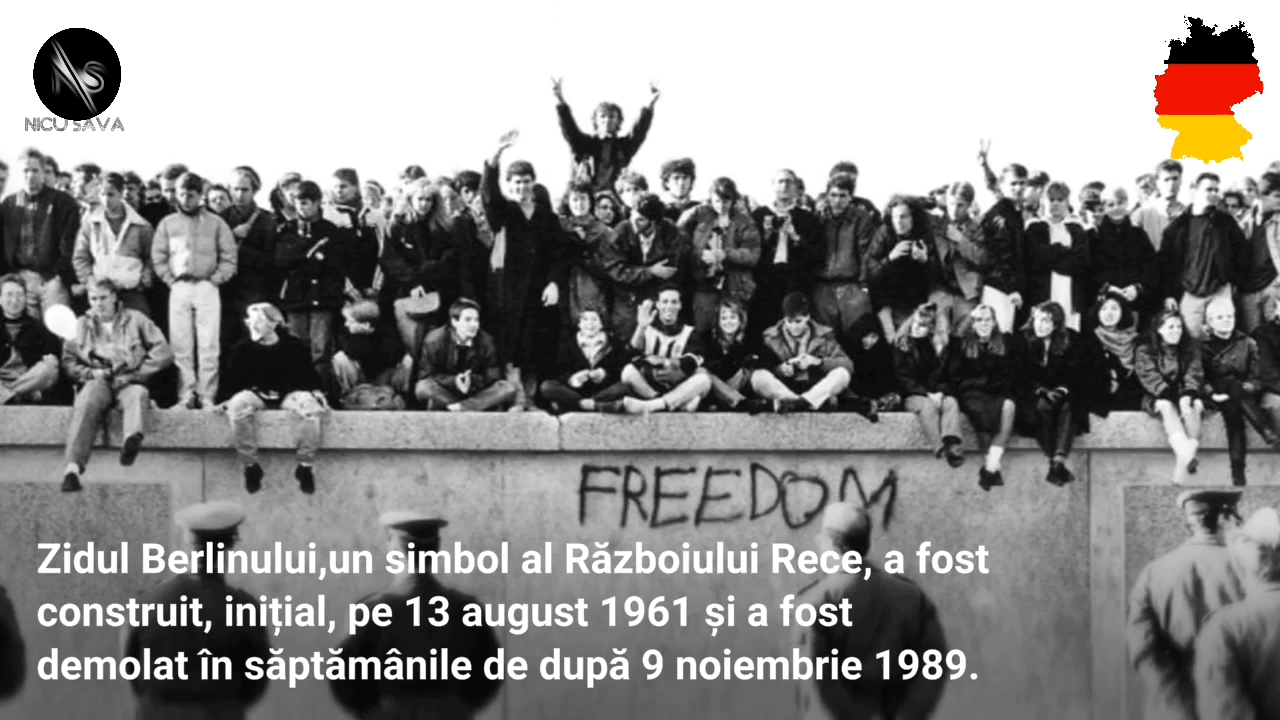 NS
NICU SAVA
FREEDOM
Zidul Berlinului,un simbol al Războiului Rece, a fost
construit, inițial, pe 13 august 1961 și a fost
demolat în săptămânile de după 9 noiembrie 1989.